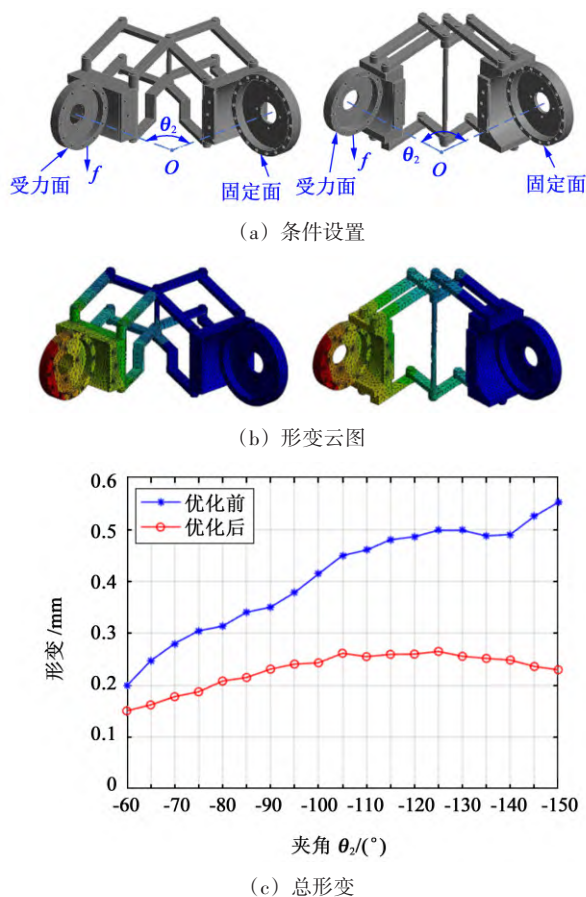 θ₂
O
f
受力面
固定面
θ₂
O
f
受力面
固定面
（a）条件设置
（b）形变云图
0.6
0.5
0.4
0.3
0.2
0.1
0
形变/mm
优化前
优化后
-60 -70 -80 -90 -100 -110 -120 -130 -140 -150
夹角 θ₂/(°)
（c）总形变